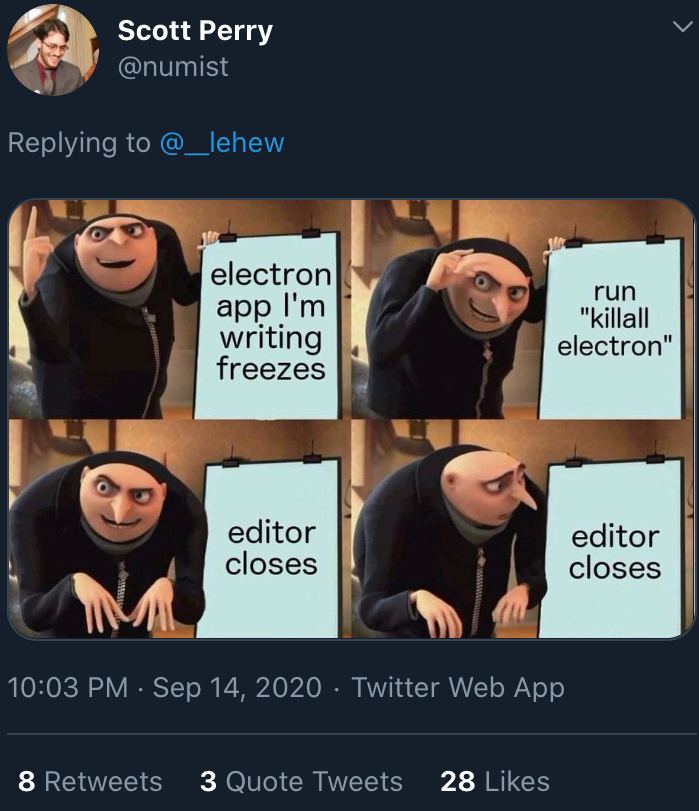 Scott Perry
@numist
Replying to @__lehew
electron
app I'm
writing
freezes
run
"killall
electron"
editor
closes
editor
closes
10:03 PM · Sep 14, 2020 · Twitter Web App
8 Retweets 3 Quote Tweets 28 Likes